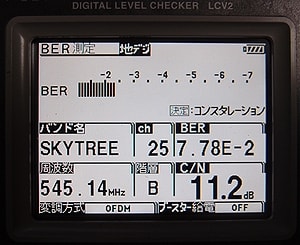 DIGITAL LEVEL CHECKER LCV2
BER測定 地デジ
-2 -3 -4 -5 -6 -7
BER
決定:コンスタレーション
バンド名 ch BER
SKYTREE 25 7.78E-2
周波数 階層 C/N
545.14MHz B 11.2dB
変調方式 OFDM ブースター給電 OFF